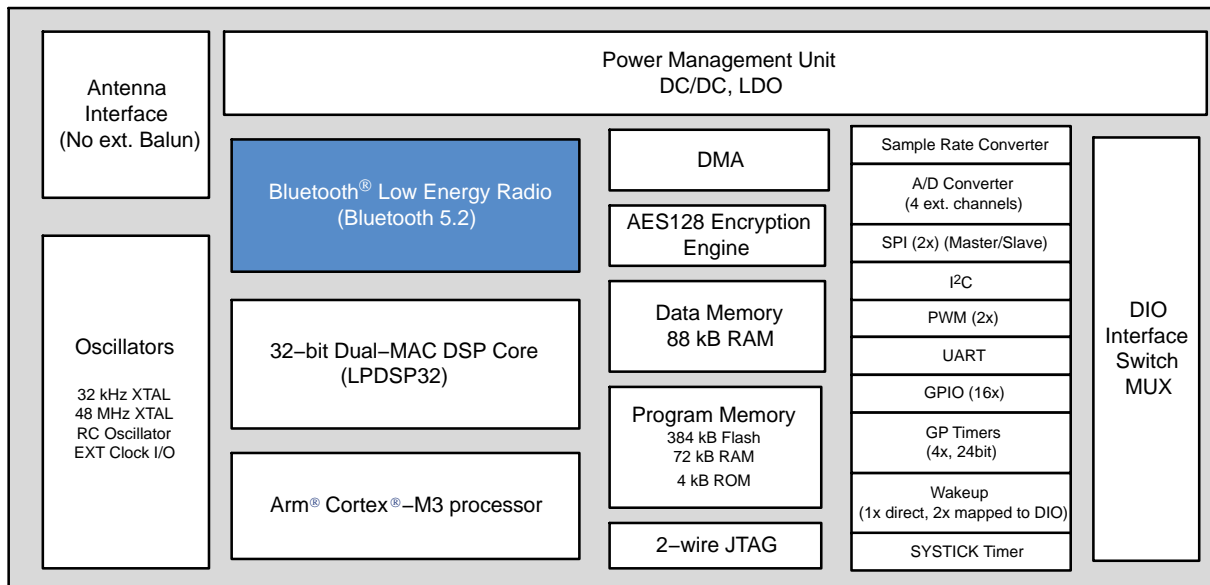 Antenna
Interface
(No ext. Balun)
Power Management Unit
DC/DC, LDO
Bluetooth® Low Energy Radio
(Bluetooth 5.2)
DMA
Sample Rate Converter
A/D Converter
(4 ext. channels)
AES128 Encryption
Engine
SPI (2x) (Master/Slave)
I²C
PWM (2x)
UART
GPIO (16x)
GP Timers
(4x, 24bit)
Wakeup
(1x direct, 2x mapped to DIO)
SYSTICK Timer
DIO
Interface
Switch
MUX
Oscillators
32 kHz XTAL
48 MHz XTAL
RC Oscillator
EXT Clock I/O
32−bit Dual−MAC DSP Core
(LPDSP32)
Data Memory
88 kB RAM
Program Memory
384 kB Flash
72 kB RAM
4 kB ROM
Arm® Cortex®−M3 processor
2−wire JTAG